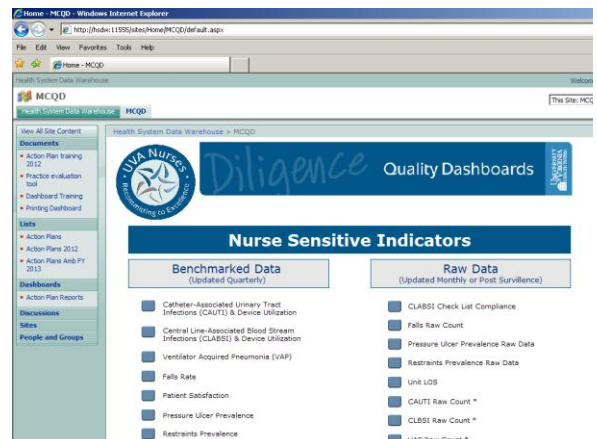 Home - MCQD - Windows Internet Explorer
http://hsdw:11555/sites/Home/MCQD/default.aspx
File Edit View Favorites Tools Help
Home - MCQD
Health System Data Warehouse
Welcom
MCQD
This Site: MCQ
Health System Data Warehouse MCQD
View All Site Content
Health System Data Warehouse > MCQD
Documents
Action Plan training
2012
Practice evaluation
tool
Dashboard Training
Printing Dashboard
Lists
Action Plans
Action Plans 2012
Action Plans Amb FY
2013
Dashboards
Action Plan Reports
Discussions
Sites
People and Groups
UVA Nurses
Recommitting to Excellence
Diligence
Quality Dashboards
University
Virginia
Nurse Sensitive Indicators
Benchmarked Data
(Updated Quarterly)
Catheter-Associated Urinary Tract
Infections (CAUTI) & Device Utilization
Central Line-Associated Blood Stream
Infections (CLABSI) & Device Utilization
Ventilator Acquired Pneumonia (VAP)
Falls Rate
Patient Satisfaction
Pressure Ulcer Prevalence
Restraints Prevalence
Raw Data
(Updated Monthly or Post Survillence)
CLABSI Check List Compliance
Falls Raw Count
Pressure Ulcer Prevalence Raw Data
Restraints Prevalence Raw Data
Unit LOS
CAUTI Raw Count *
CLBSI Raw Count *
VAP Raw Count *